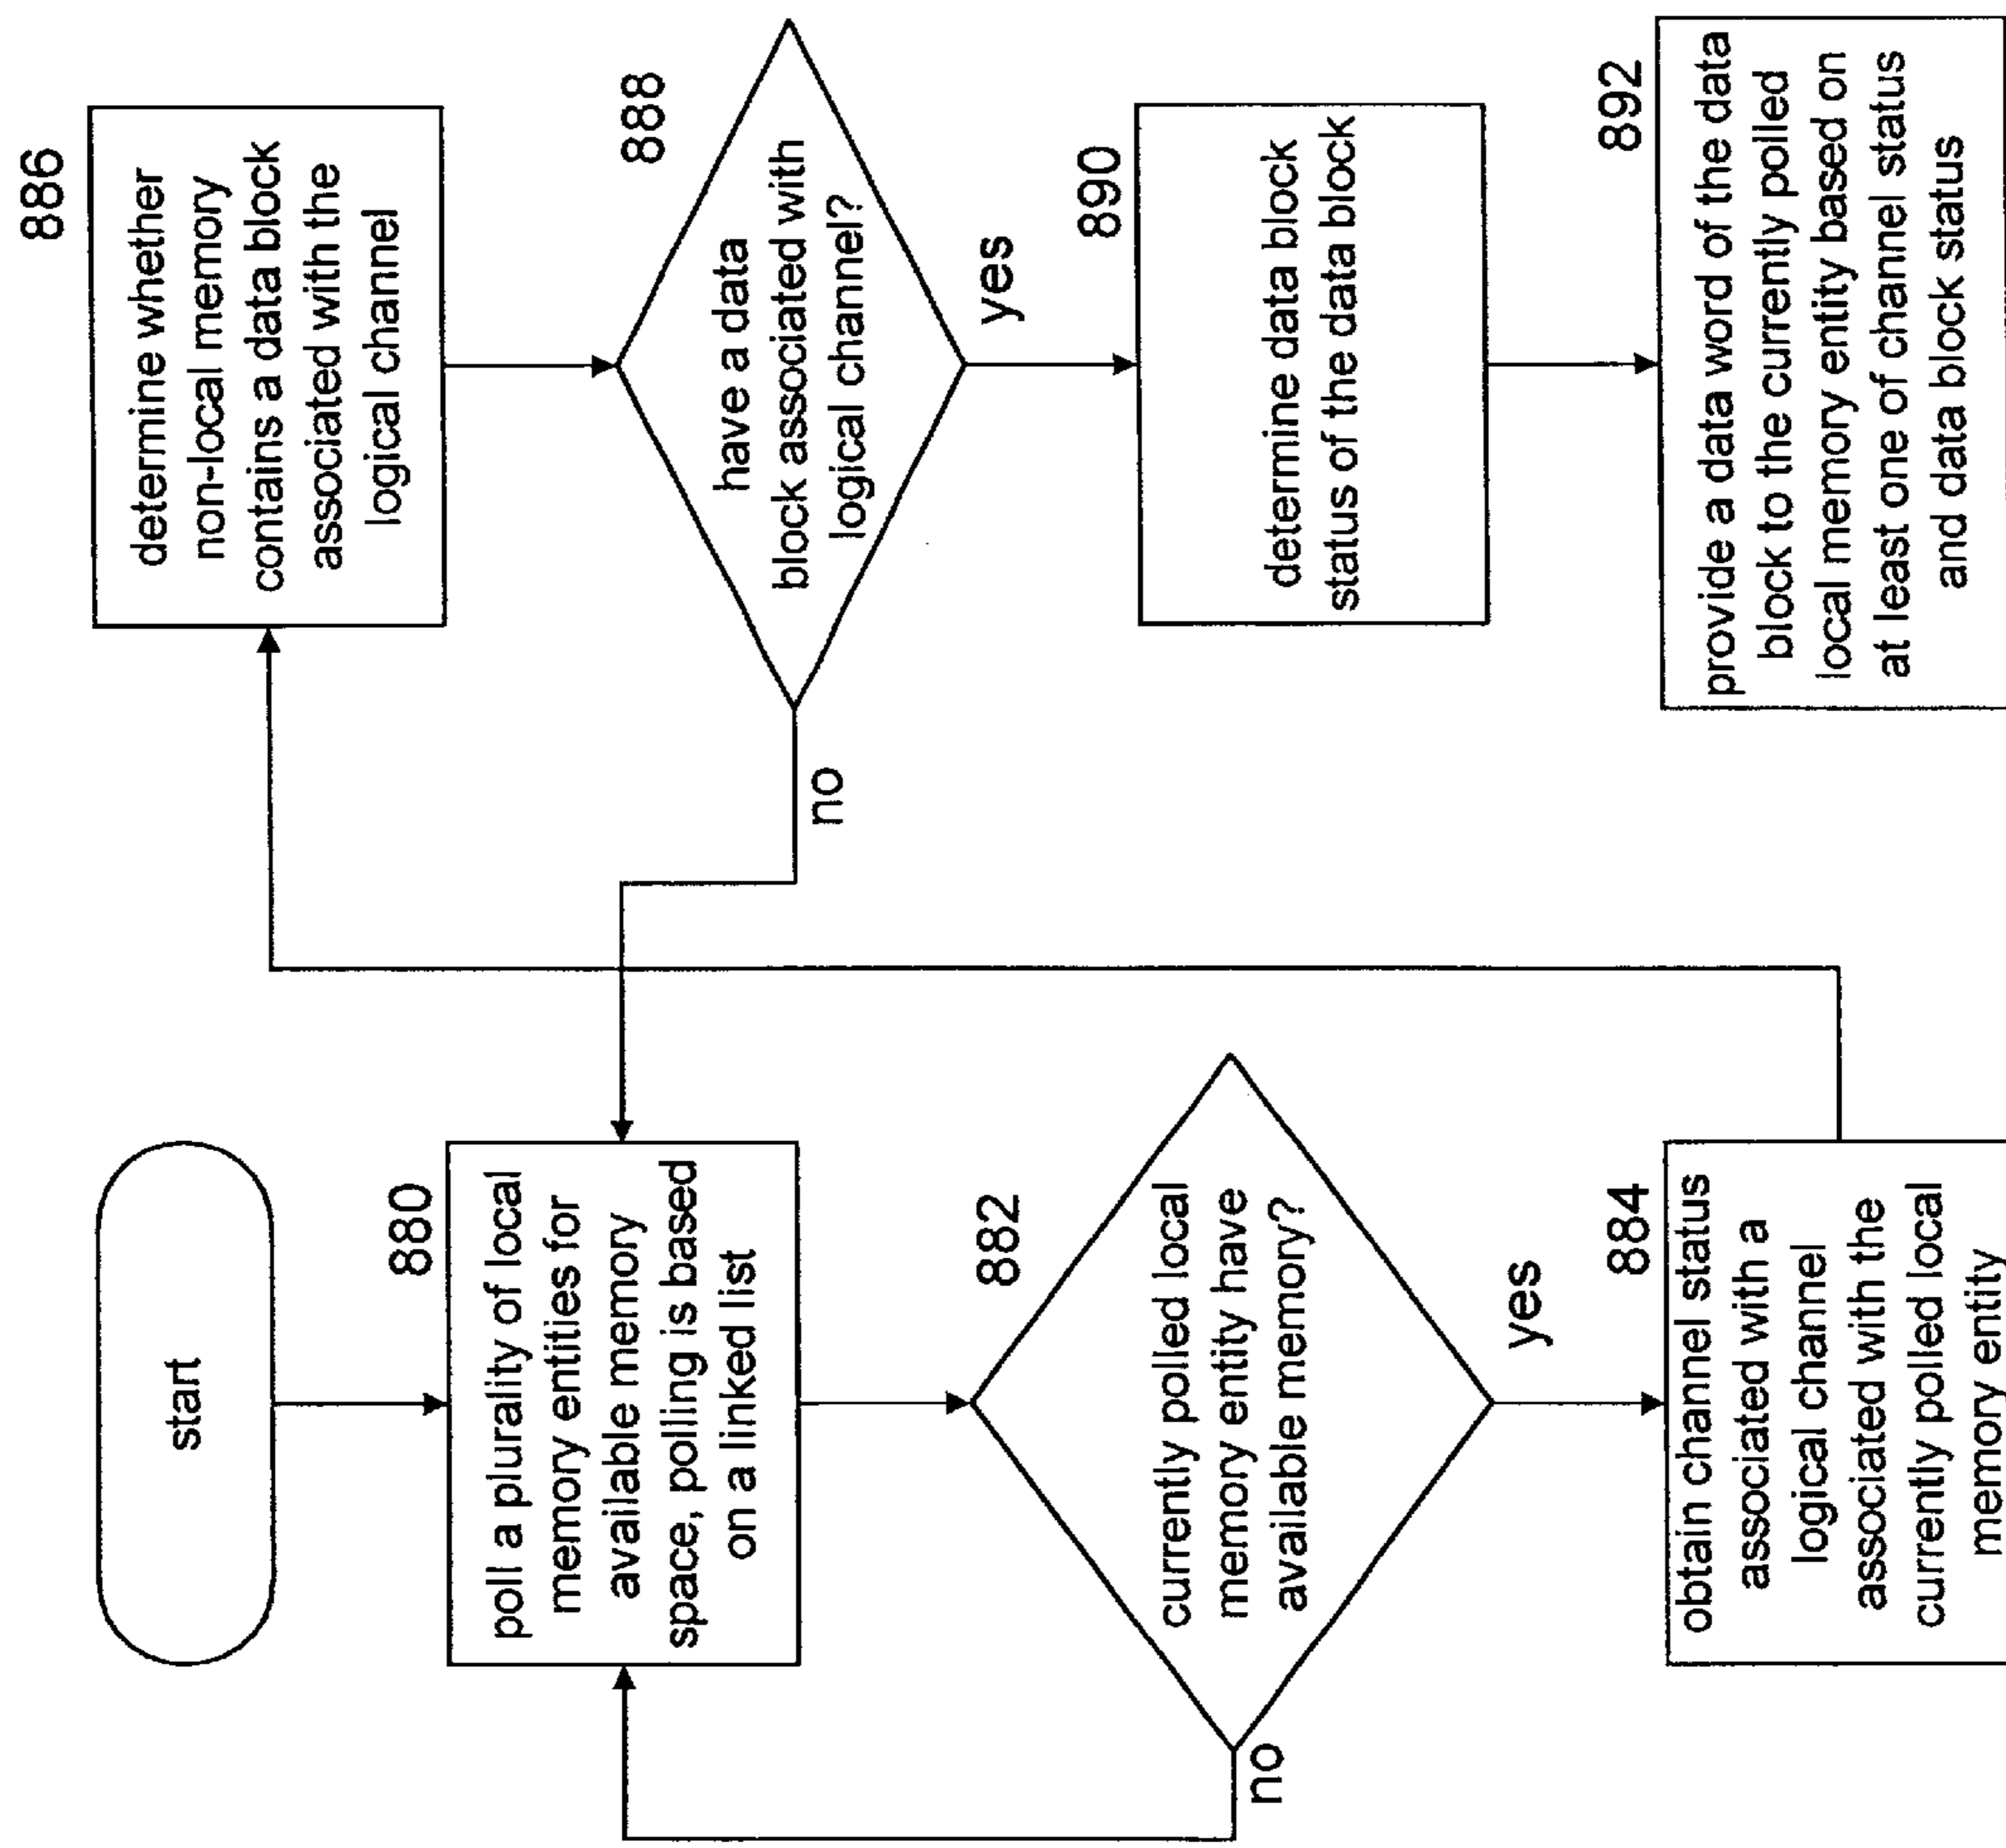 start
880
poll a plurality of local
memory entities for
available memory
space, polling is based
on a linked list
882
currently polled local
memory entity have
available memory?
no
yes
884
obtain channel status
associated with a
logical channel
associated with the
currently polled local
memory entity
886
determine whether
non-local memory
contains a data block
associated with the
logical channel
888
have a data
block associated with
logical channel?
no
yes
890
determine data block
status of the data block
892
provide a data word of the data
block to the currently polled
local memory entity based on
at least one of channel status
and data block status